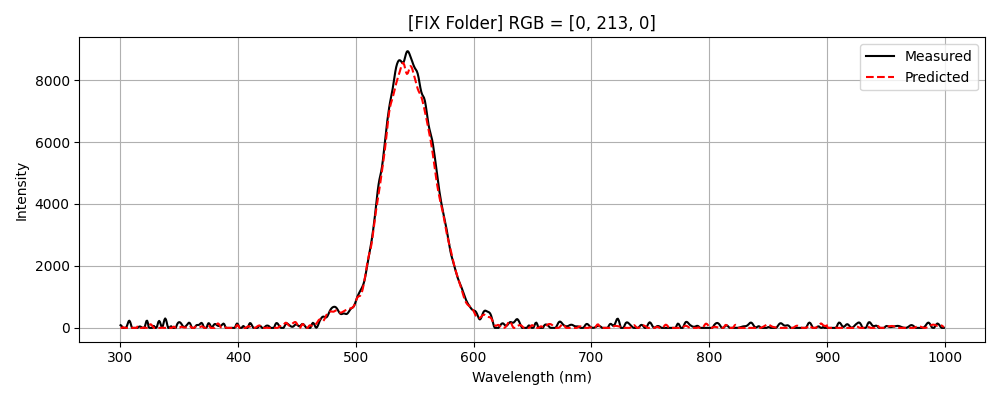 [FIX Folder] RGB = [0, 213, 0]
Measured
Predicted
Intensity
8000
6000
4000
2000
0
300 400 500 600 700 800 900 1000
Wavelength (nm)